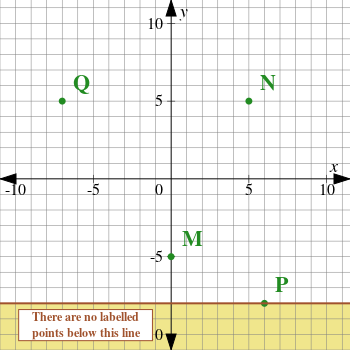 y
10
Q
N
5
x
-10
-5
0
5
10
M
-5
P
There are no labelled
points below this line
0